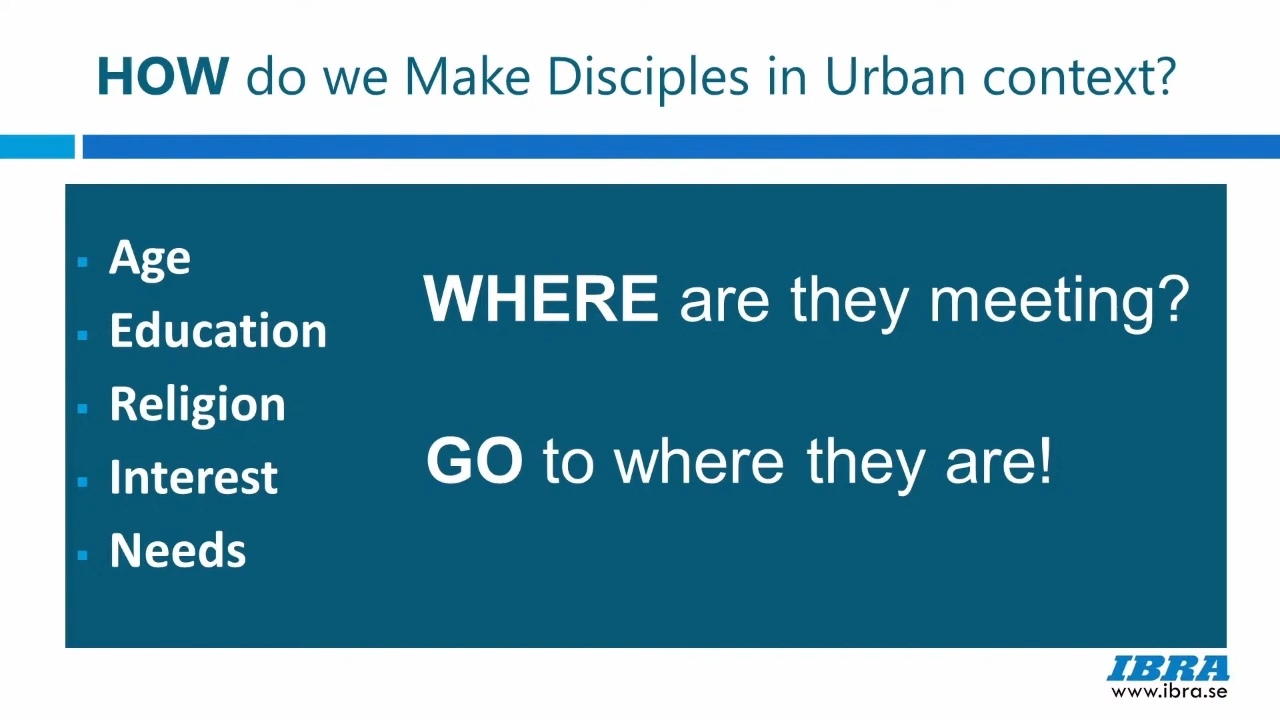 HOW do we Make Disciples in Urban context?
Age
Education
Religion
Interest
Needs
WHERE are they meeting?
GO to where they are!
IBRA
www.ibra.se